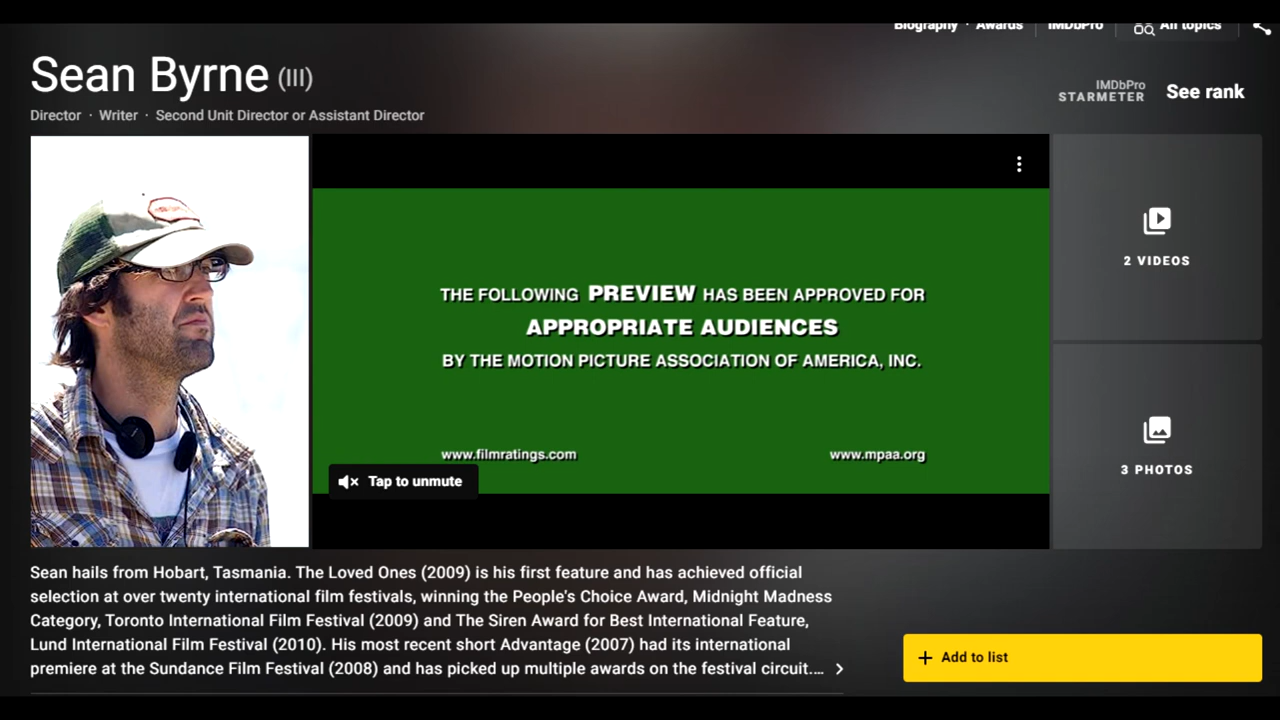 Biography · Awards IMDbPro All topics
Sean Byrne (III)
Director · Writer · Second Unit Director or Assistant Director
IMDbPro
STARMETER See rank
THE FOLLOWING PREVIEW HAS BEEN APPROVED FOR
APPROPRIATE AUDIENCES
BY THE MOTION PICTURE ASSOCIATION OF AMERICA, INC.
www.filmratings.com www.mpaa.org
Tap to unmute
2 VIDEOS
3 PHOTOS
Sean hails from Hobart, Tasmania. The Loved Ones (2009) is his first feature and has achieved official
selection at over twenty international film festivals, winning the People's Choice Award, Midnight Madness
Category, Toronto International Film Festival (2009) and The Siren Award for Best International Feature,
Lund International Film Festival (2010). His most recent short Advantage (2007) had its international
premiere at the Sundance Film Festival (2008) and has picked up multiple awards on the festival circuit....
+ Add to list